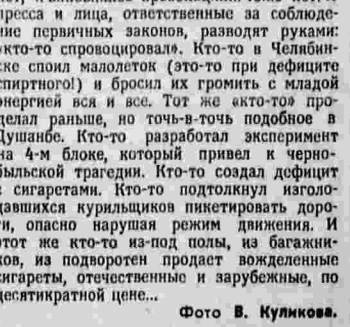 пресса и лица, ответственные за соблюде-
ние первичных законов, разводят руками:
«кто-то спровоцировал». Кто-то в Челябин-
ске споил малолеток (это-то при дефиците
спиртного!) и бросил их громить с младой
энергией вся и все. Тот же «кто-то» про-
делал раньше, но точь-в-точь подобное в
Душанбе. Кто-то разработал эксперимент
на 4-м блоке, который привел к черно-
быльской трагедии. Кто-то создал дефицит
с сигаретами. Кто-то подтолкнул изголо-
давшихся курильщиков пикетировать доро-
ги, опасно нарушая режим движения. И
этот же кто-то из-под полы, из багажни-
ков, из подворотен продает вожделенные
сигареты, отечественные и зарубежные, по
десятикратной цене...
Фото В. Куликова.